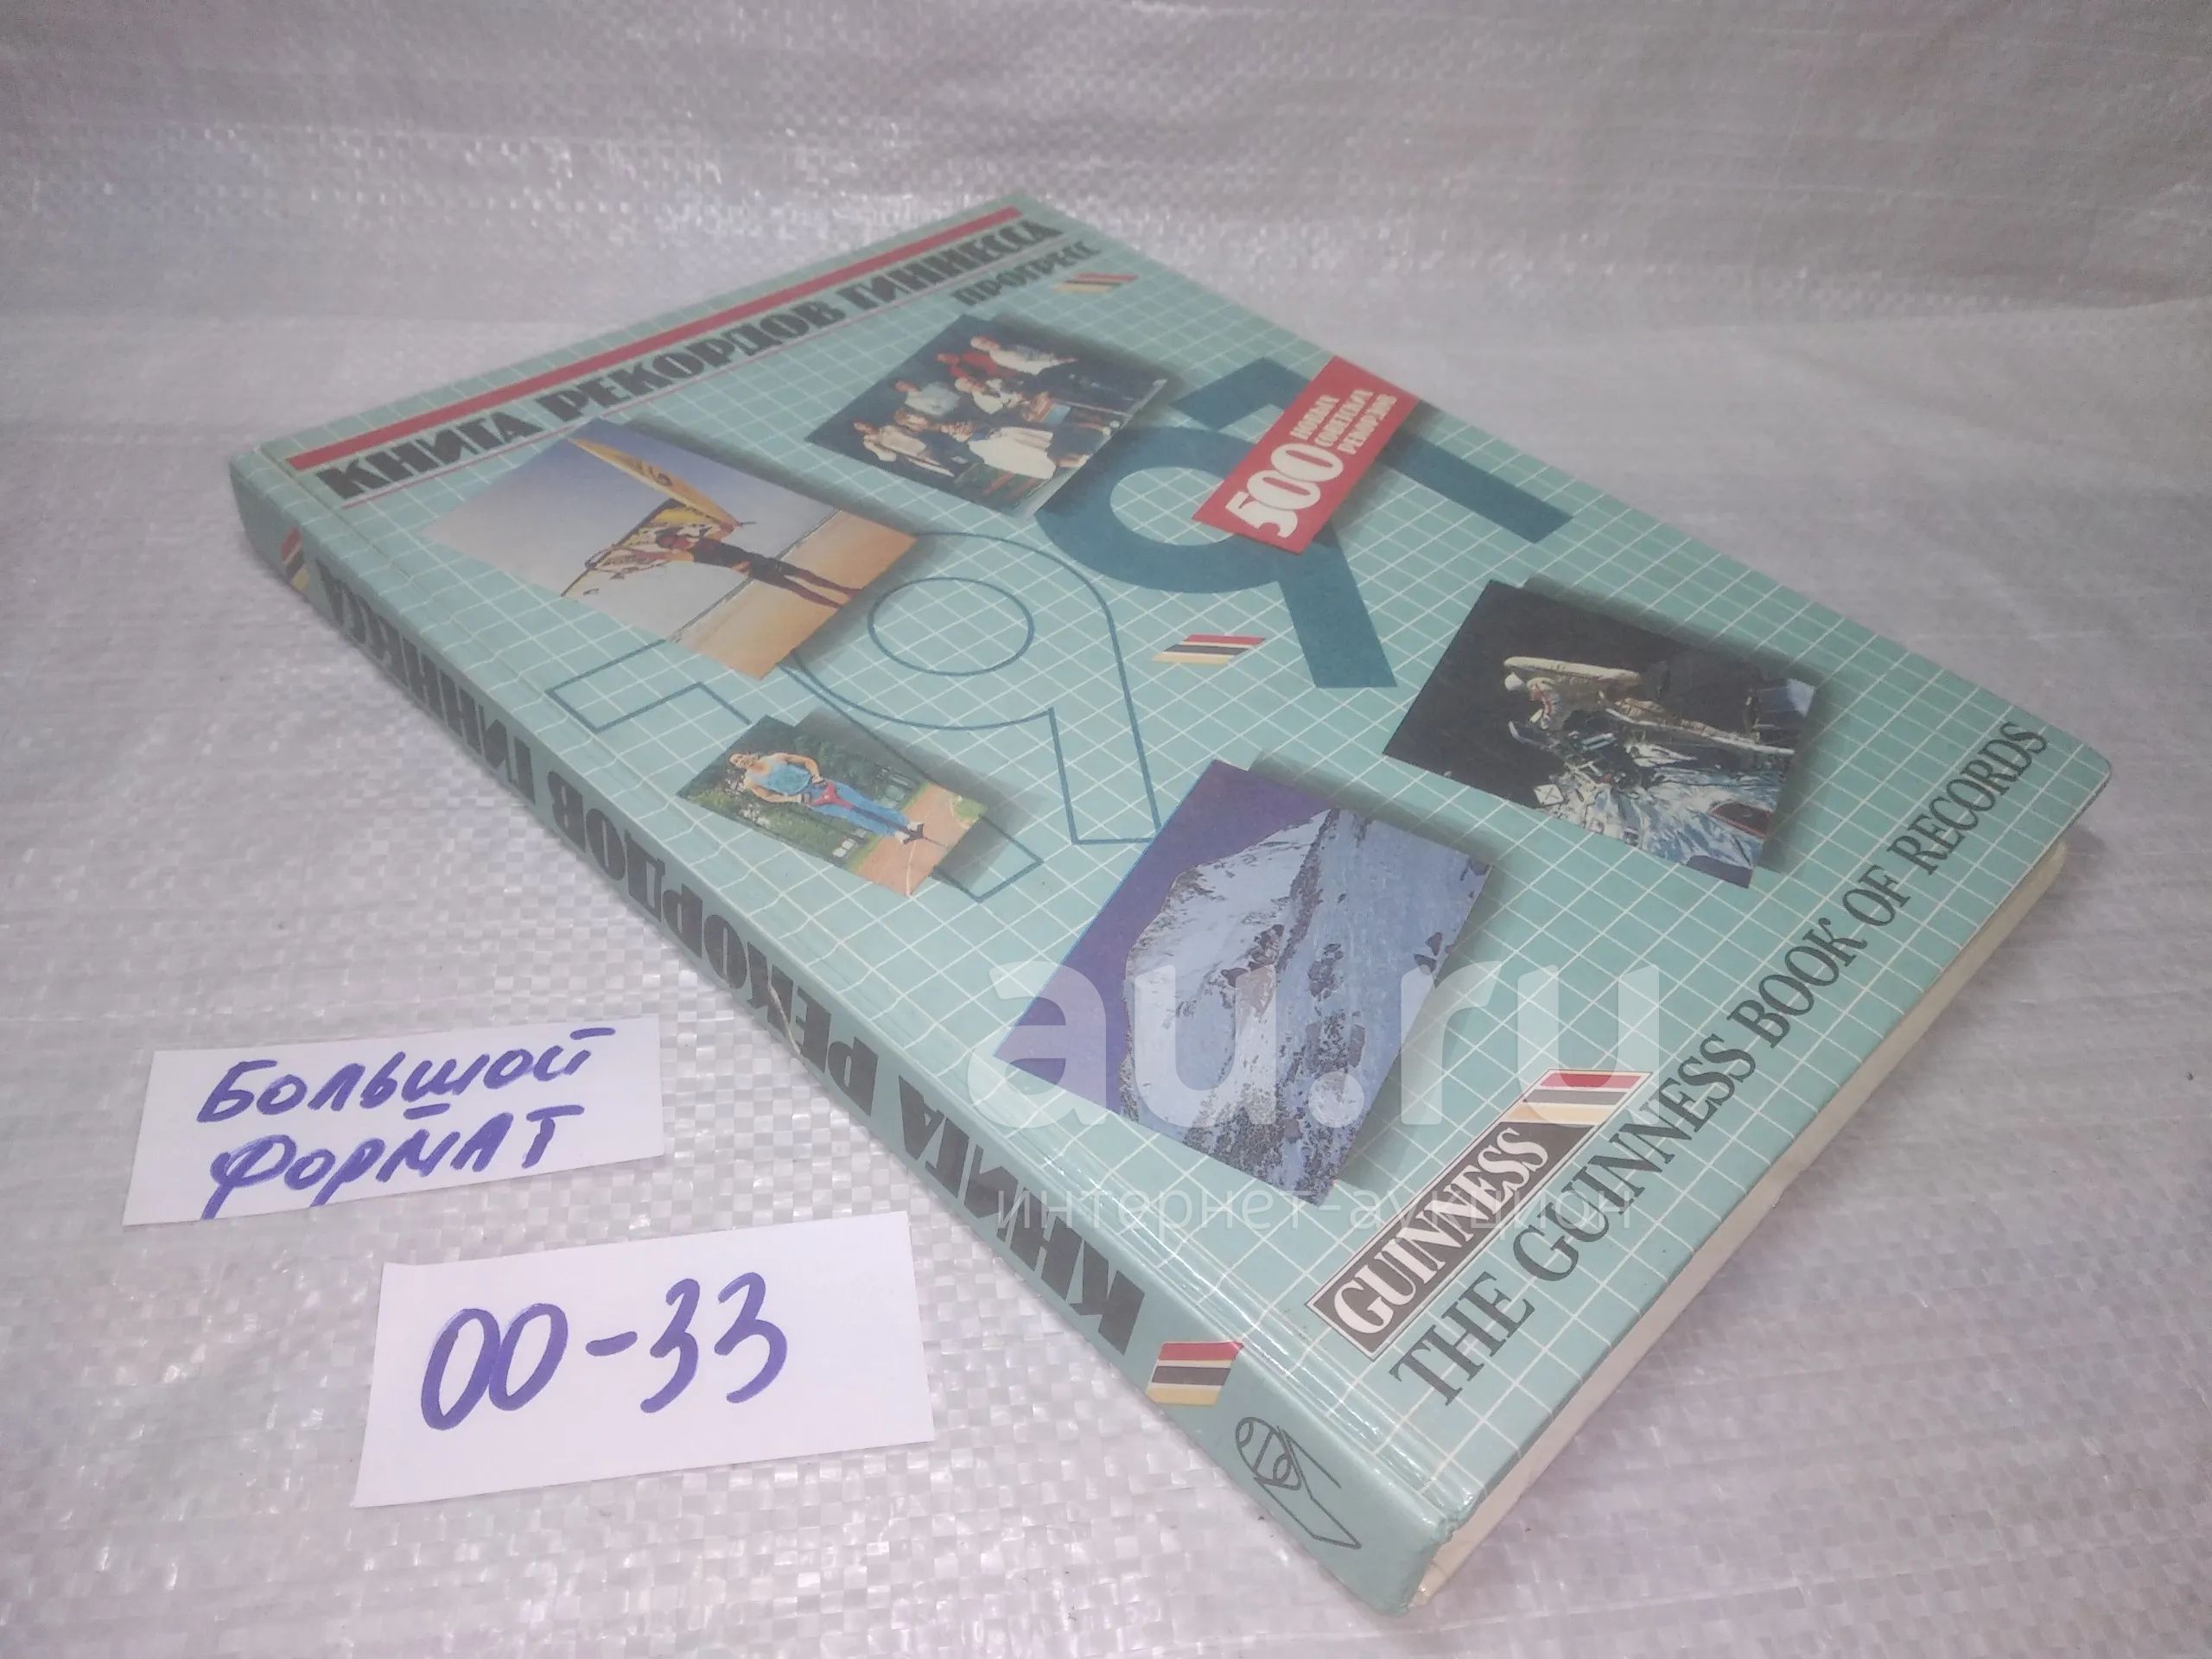 КНИГА РЕКОРДОВ ГИННЕССА
ПРОГРЕСС
500
НОВЫХ
СОВЕТСКИХ
РЕКОРДОВ
1991
GUINNESS
THE GUINNESS BOOK OF RECORDS
КНИГА РЕКОРДОВ ГИННЕССА
Большой
формат
00-33
au.ru
интернет-аукцион